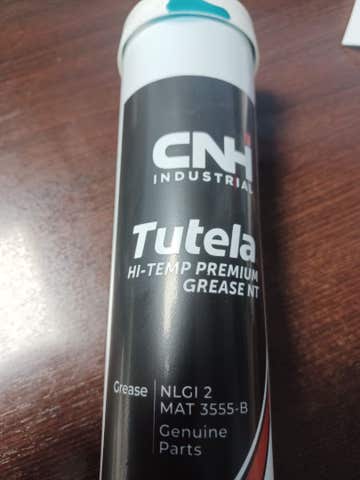 CNH
INDUSTRIAL
Tutela
HI-TEMP PREMIUM
GREASE NT
Grease
NLGI 2
MAT 3555-B
Genuine
Parts